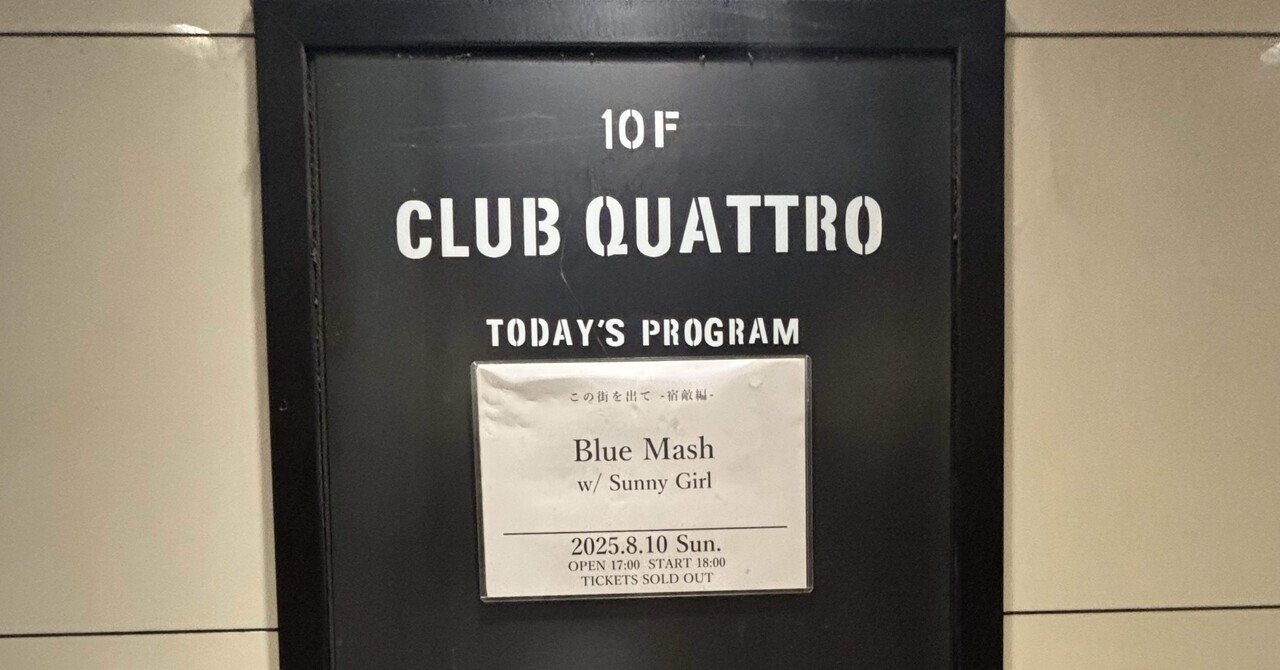 10F
CLUB QUATTRO
TODAY'S PROGRAM
この街を出て -宿敵編-
Blue Mash
w/ Sunny Girl
2025.8.10 Sun.
OPEN 17:00 START 18:00
TICKETS SOLD OUT